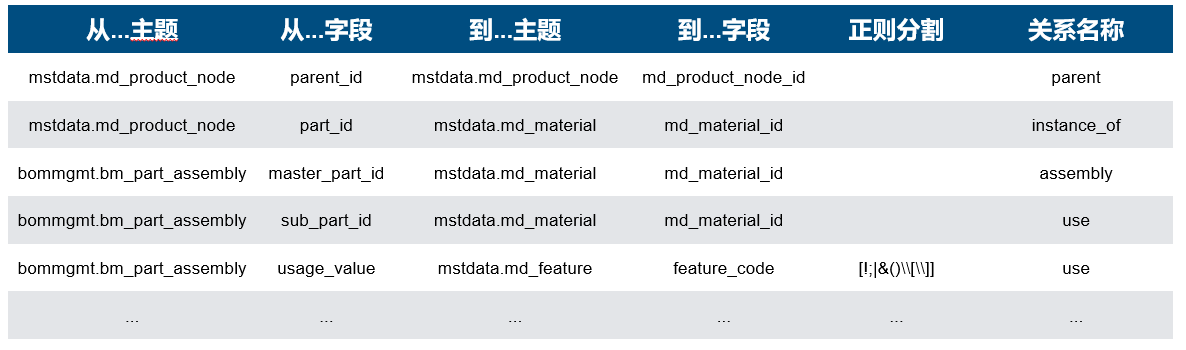 从...主题 从...字段 到...主题 到...字段 正则分割 关系名称
mstdata.md_product_node parent_id mstdata.md_product_node md_product_node_id parent
mstdata.md_product_node part_id mstdata.md_material md_material_id instance_of
bommgmt.bm_part_assembly master_part_id mstdata.md_material md_material_id assembly
bommgmt.bm_part_assembly sub_part_id mstdata.md_material md_material_id use
bommgmt.bm_part_assembly usage_value mstdata.md_feature feature_code [!;|&()\\[\\]] use
... ... ... ... ... ...